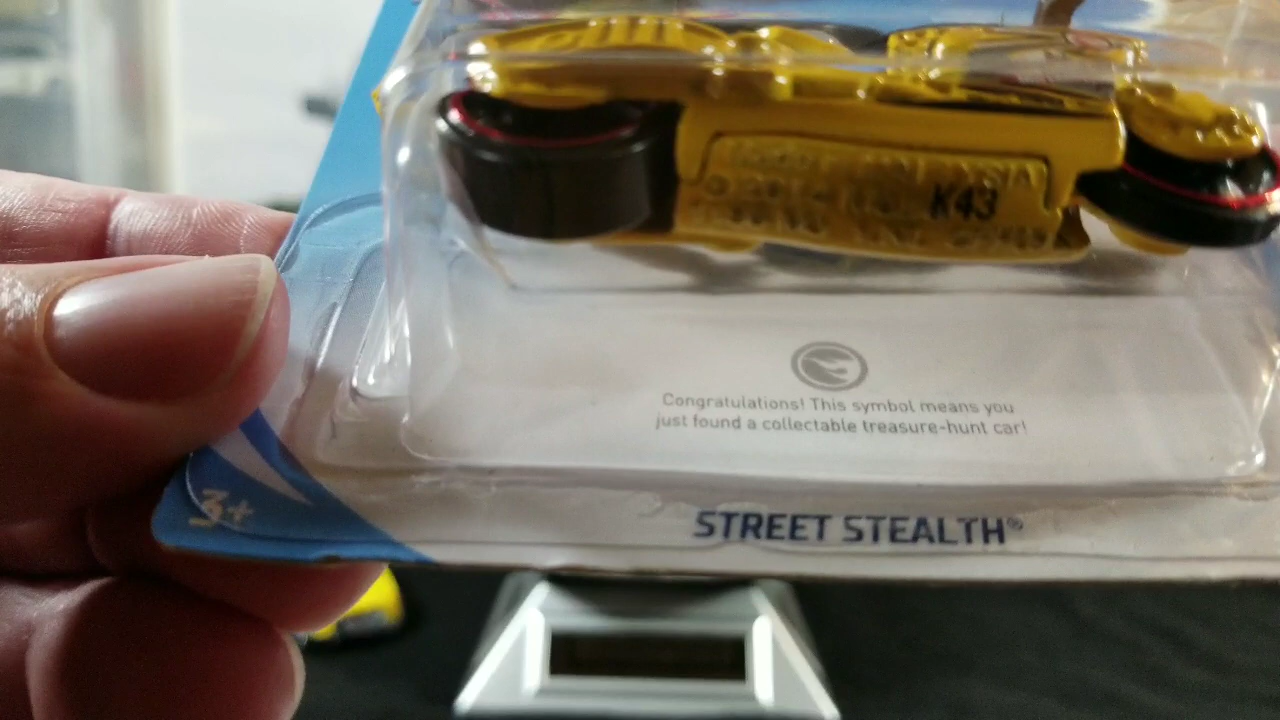 K43
Congratulations! This symbol means you
just found a collectable treasure-hunt car!
3+
STREET STEALTH®